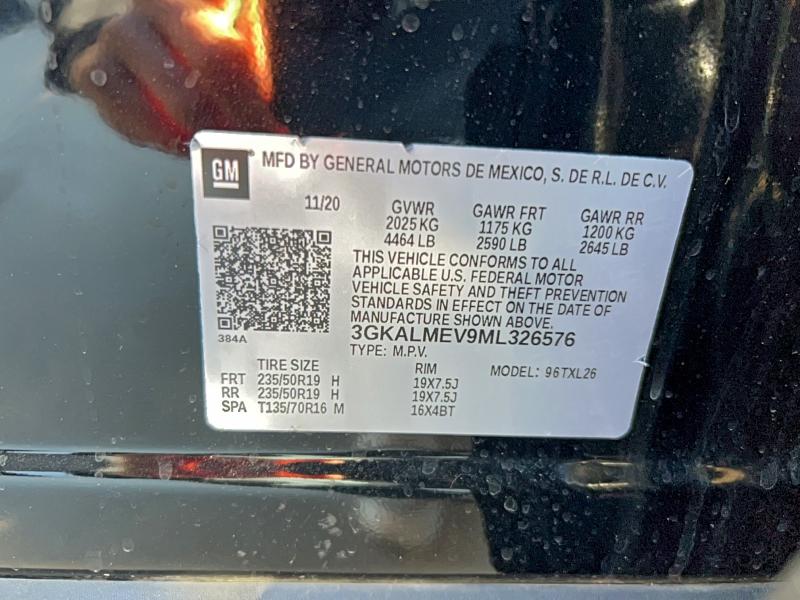 GM MFD BY GENERAL MOTORS DE MEXICO, S. DE R.L. DE C.V.
11/20 GVWR GAWR FRT GAWR RR
2025 KG 1175 KG 1200 KG
4464 LB 2590 LB 2645 LB
THIS VEHICLE CONFORMS TO ALL
APPLICABLE U.S. FEDERAL MOTOR
VEHICLE SAFETY AND THEFT PREVENTION
STANDARDS IN EFFECT ON THE DATE OF
MANUFACTURE SHOWN ABOVE.
384A 3GKALMEV9ML326576
TYPE: M.P.V.
TIRE SIZE RIM MODEL: 96TXL26
FRT 235/50R19 H 19X7.5J
RR 235/50R19 H 19X7.5J
SPA T135/70R16 M 16X4BT